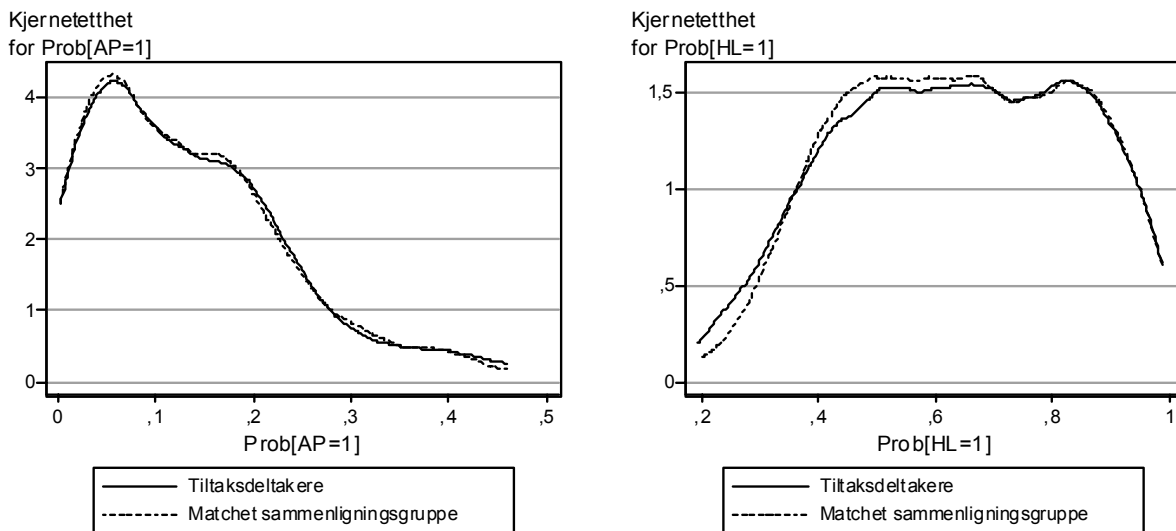 Kjernetetthet
for Prob[AP=1]
4
3
2
1
0
0 ,1 ,2 ,3 ,4 ,5
Prob[AP=1]
Tiltaksdeltakere
Matchet sammenligningsgruppe
Kjernetetthet
for Prob[HL=1]
1,5
1
,5
0
,2 ,4 ,6 ,8 1
Prob[HL=1]
Tiltaksdeltakere
Matchet sammenligningsgruppe